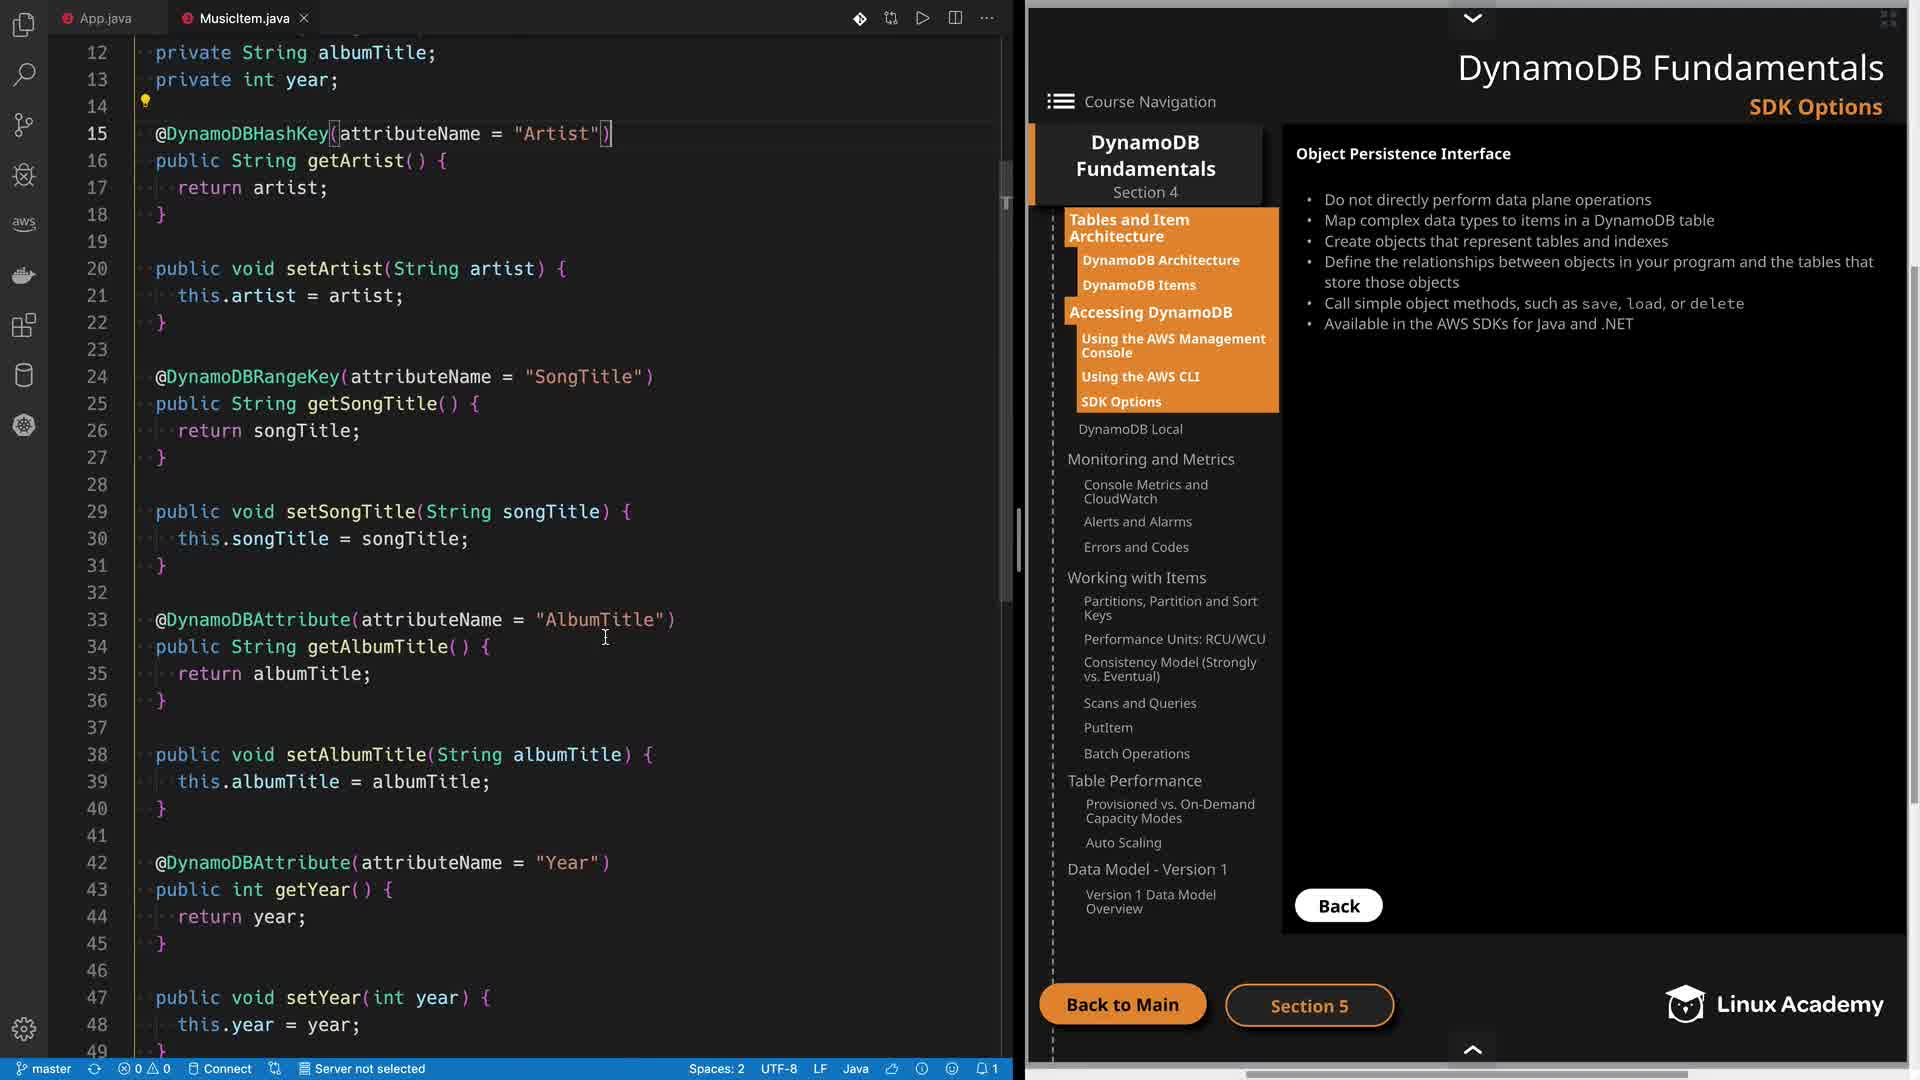 App.java
MusicItem.java
12 private String albumTitle;
13 private int year;
14
15 @DynamoDBHashKey(attributeName = "Artist")
16 public String getArtist() {
17 return artist;
18 }
19
20 public void setArtist(String artist) {
21 this.artist = artist;
22 }
23
24 @DynamoDBRangeKey(attributeName = "SongTitle")
25 public String getSongTitle() {
26 return songTitle;
27 }
28
29 public void setSongTitle(String songTitle) {
30 this.songTitle = songTitle;
31 }
32
33 @DynamoDBAttribute(attributeName = "AlbumTitle")
34 public String getAlbumTitle() {
35 return albumTitle;
36 }
37
38 public void setAlbumTitle(String albumTitle) {
39 this.albumTitle = albumTitle;
40 }
41
42 @DynamoDBAttribute(attributeName = "Year")
43 public int getYear() {
44 return year;
45 }
46
47 public void setYear(int year) {
48 this.year = year;
49 }
aws
master
0 0
Connect
Server not selected
Spaces: 2
UTF-8
LF
Java
1
DynamoDB Fundamentals
SDK Options
Course Navigation
DynamoDB
Fundamentals
Section 4
Tables and Item
Architecture
DynamoDB Architecture
DynamoDB Items
Accessing DynamoDB
Using the AWS Management
Console
Using the AWS CLI
SDK Options
DynamoDB Local
Monitoring and Metrics
Console Metrics and
CloudWatch
Alerts and Alarms
Errors and Codes
Working with Items
Partitions, Partition and Sort
Keys
Performance Units: RCU/WCU
Consistency Model (Strongly
vs. Eventual)
Scans and Queries
PutItem
Batch Operations
Table Performance
Provisioned vs. On-Demand
Capacity Modes
Auto Scaling
Data Model - Version 1
Version 1 Data Model
Overview
Object Persistence Interface
• Do not directly perform data plane operations
• Map complex data types to items in a DynamoDB table
• Create objects that represent tables and indexes
• Define the relationships between objects in your program and the tables that
store those objects
• Call simple object methods, such as save, load, or delete
• Available in the AWS SDKs for Java and .NET
Back
Back to Main
Section 5
Linux Academy